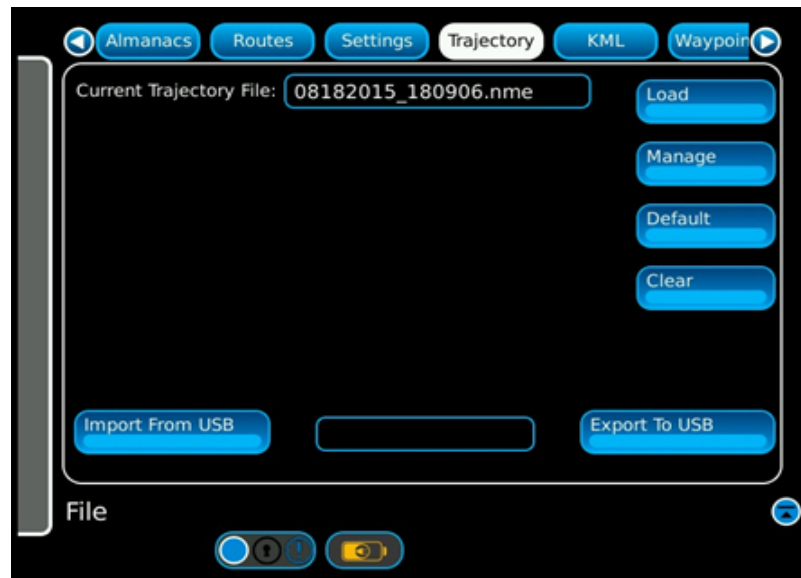 Almanacs Routes Settings Trajectory KML Waypoin
Current Trajectory File: 08182015_180906.nme
Load
Manage
Default
Clear
Import From USB
Export To USB
File